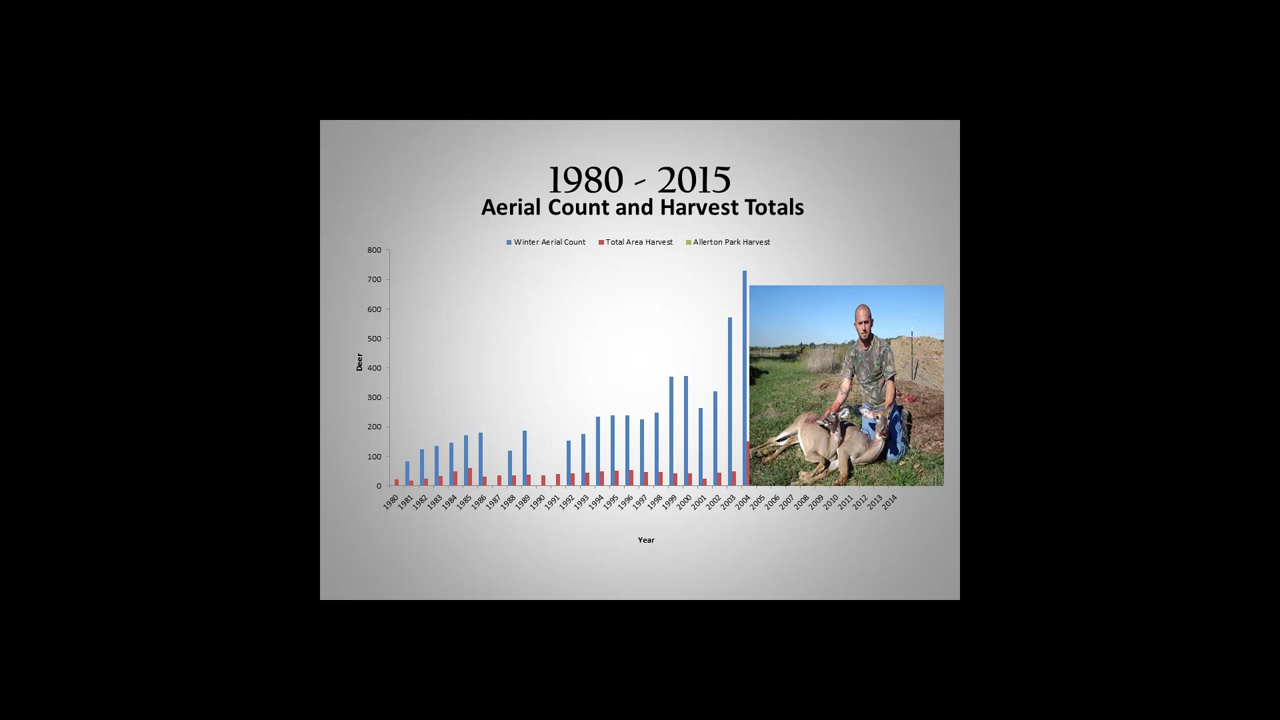 1980 - 2015
Aerial Count and Harvest Totals
Winter Aerial Count Total Area Harvest Allerton Park Harvest
800
700
600
500
400
300
200
100
0
Deer
1980 1981 1982 1983 1984 1985 1986 1987 1988 1989 1990 1991 1992 1993 1994 1995 1996 1997 1998 1999 2000 2001 2002 2003 2004 2005 2006 2007 2008 2009 2010 2011 2012 2013 2014
Year